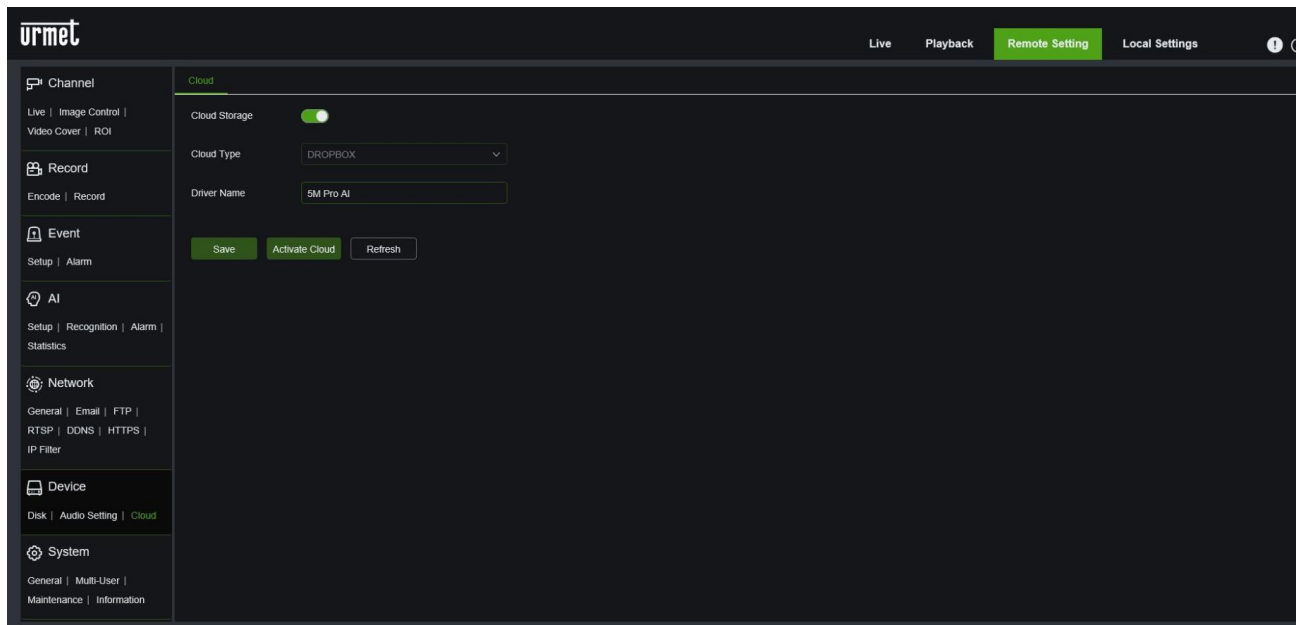 urmet
Live Playback Remote Setting Local Settings
Channel
Live | Image Control |
Video Cover | ROI
Record
Encode | Record
Event
Setup | Alarm
AI
Setup | Recognition | Alarm |
Statistics
Network
General | Email | FTP |
RTSP | DDNS | HTTPS |
IP Filter
Device
Disk | Audio Setting | Cloud
System
General | Multi-User |
Maintenance | Information
Cloud
Cloud Storage
Cloud Type DROPBOX
Driver Name 5M Pro AI
Save Activate Cloud Refresh